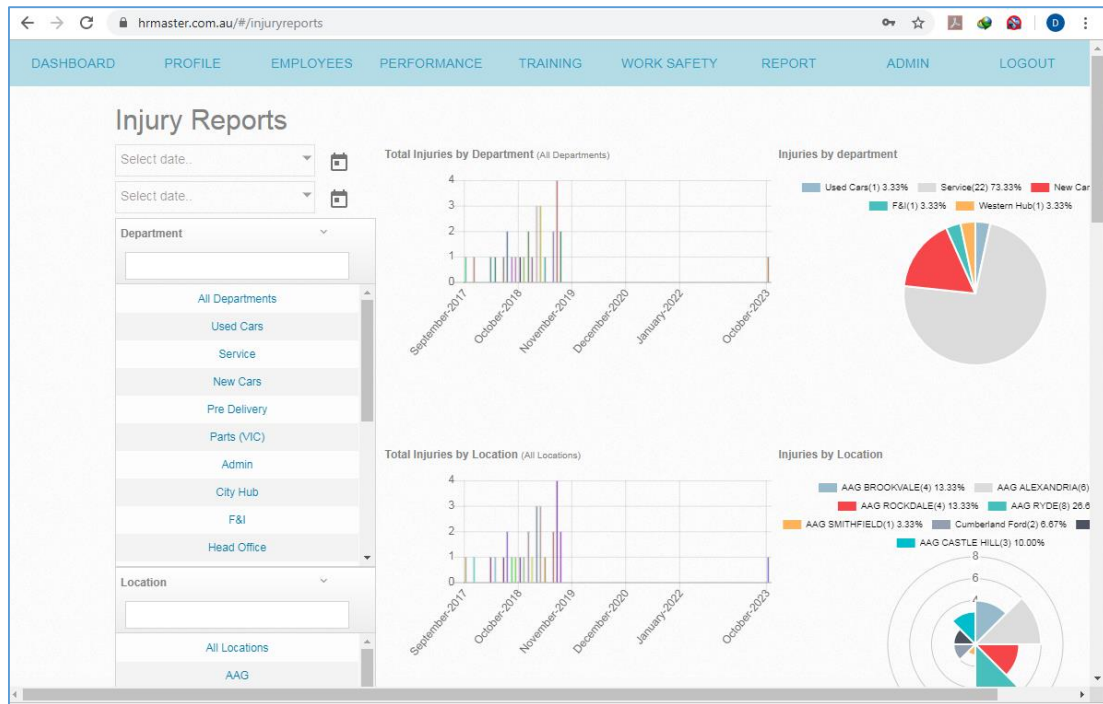 hrmaster.com.au/#/injuryreports
D
DASHBOARD PROFILE EMPLOYEES PERFORMANCE TRAINING WORK SAFETY REPORT ADMIN LOGOUT
Injury Reports
Select date..
Select date..
Department
All Departments
Used Cars
Service
New Cars
Pre Delivery
Parts (VIC)
Admin
City Hub
F&I
Head Office
Location
All Locations
AAG
Total Injuries by Department (All Departments)
4
3
2
1
0
September-2017 October-2018 November-2019 December-2020 January-2022 October-2023
Injuries by department
Used Cars(1) 3.33% Service(22) 73.33% New Car
F&I(1) 3.33% Western Hub(1) 3.33%
Total Injuries by Location (All Locations)
4
3
2
1
0
September-2017 October-2018 November-2019 December-2020 January-2022 October-2023
Injuries by Location
AAG BROOKVALE(4) 13.33% AAG ALEXANDRIA(6)
AAG ROCKDALE(4) 13.33% AAG RYDE(8) 26.6
AAG SMITHFIELD(1) 3.33% Cumberland Ford(2) 6.67%
AAG CASTLE HILL(3) 10.00%
8
6
4